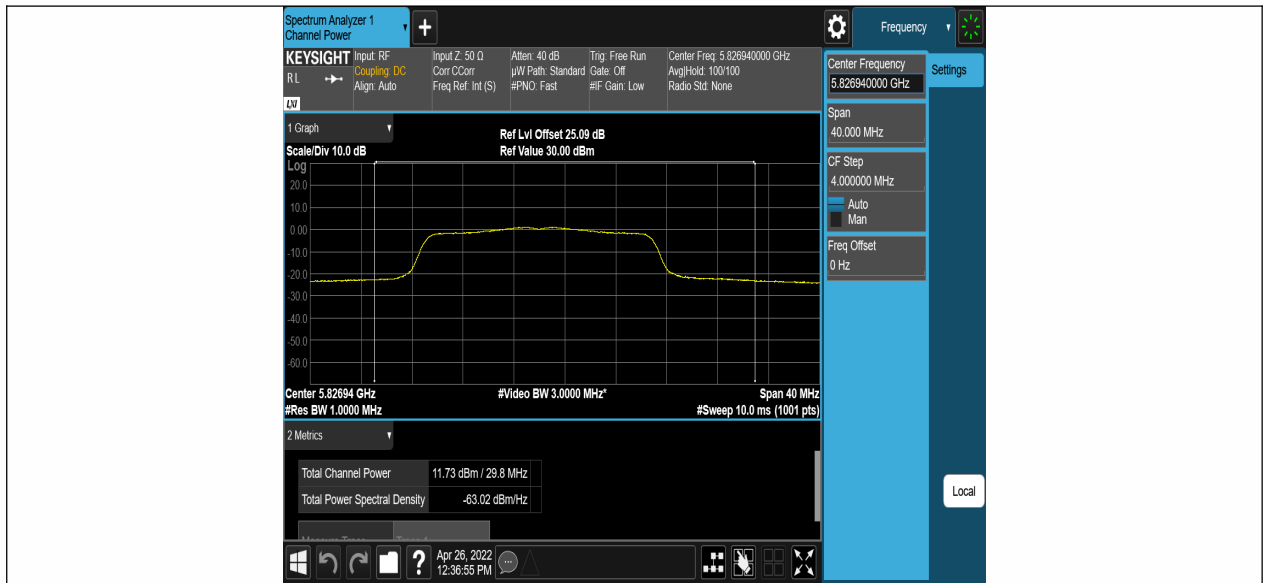 Spectrum Analyzer 1
Channel Power
+
Frequency
KEYSIGHT
RL
LXI
Input: RF
Coupling: DC
Align: Auto
Input Z: 50 Ω
Corr CCorr
Freq Ref: Int (S)
Atten: 40 dB
µW Path: Standard
#PNO: Fast
Trig: Free Run
Gate: Off
#IF Gain: Low
Center Freq: 5.826940000 GHz
Avg|Hold: 100/100
Radio Std: None
Center Frequency
5.826940000 GHz
Settings
Span
40.000 MHz
CF Step
4.000000 MHz
Auto
Man
Freq Offset
0 Hz
Local
1 Graph
Scale/Div 10.0 dB
Ref Lvl Offset 25.09 dB
Ref Value 30.00 dBm
Log
20.0
10.0
0.00
-10.0
-20.0
-30.0
-40.0
-50.0
-60.0
Center 5.82694 GHz
#Video BW 3.0000 MHz*
Span 40 MHz
#Res BW 1.0000 MHz
#Sweep 10.0 ms (1001 pts)
2 Metrics
Total Channel Power 11.73 dBm / 29.8 MHz
Total Power Spectral Density -63.02 dBm/Hz
?
Apr 26, 2022
12:36:55 PM